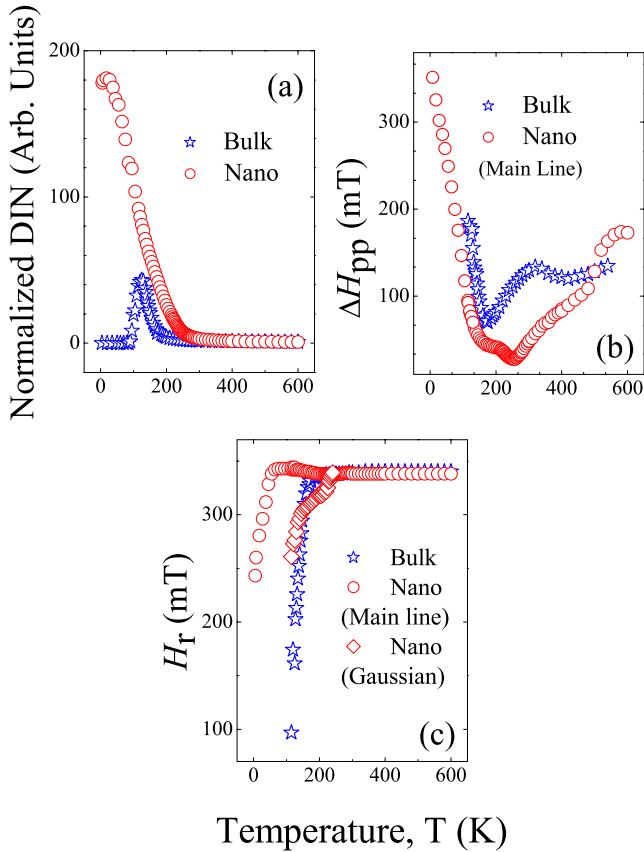 Normalized DIN (Arb. Units)
200
100
0
0 200 400 600
(a)
Bulk
Nano
ΔHpp (mT)
300
200
100
0 200 400 600
Bulk
Nano
(Main Line)
(b)
Hr (mT)
300
200
100
0 200 400 600
Bulk
Nano
(Main line)
Nano
(Gaussian)
(c)
Temperature, T (K)